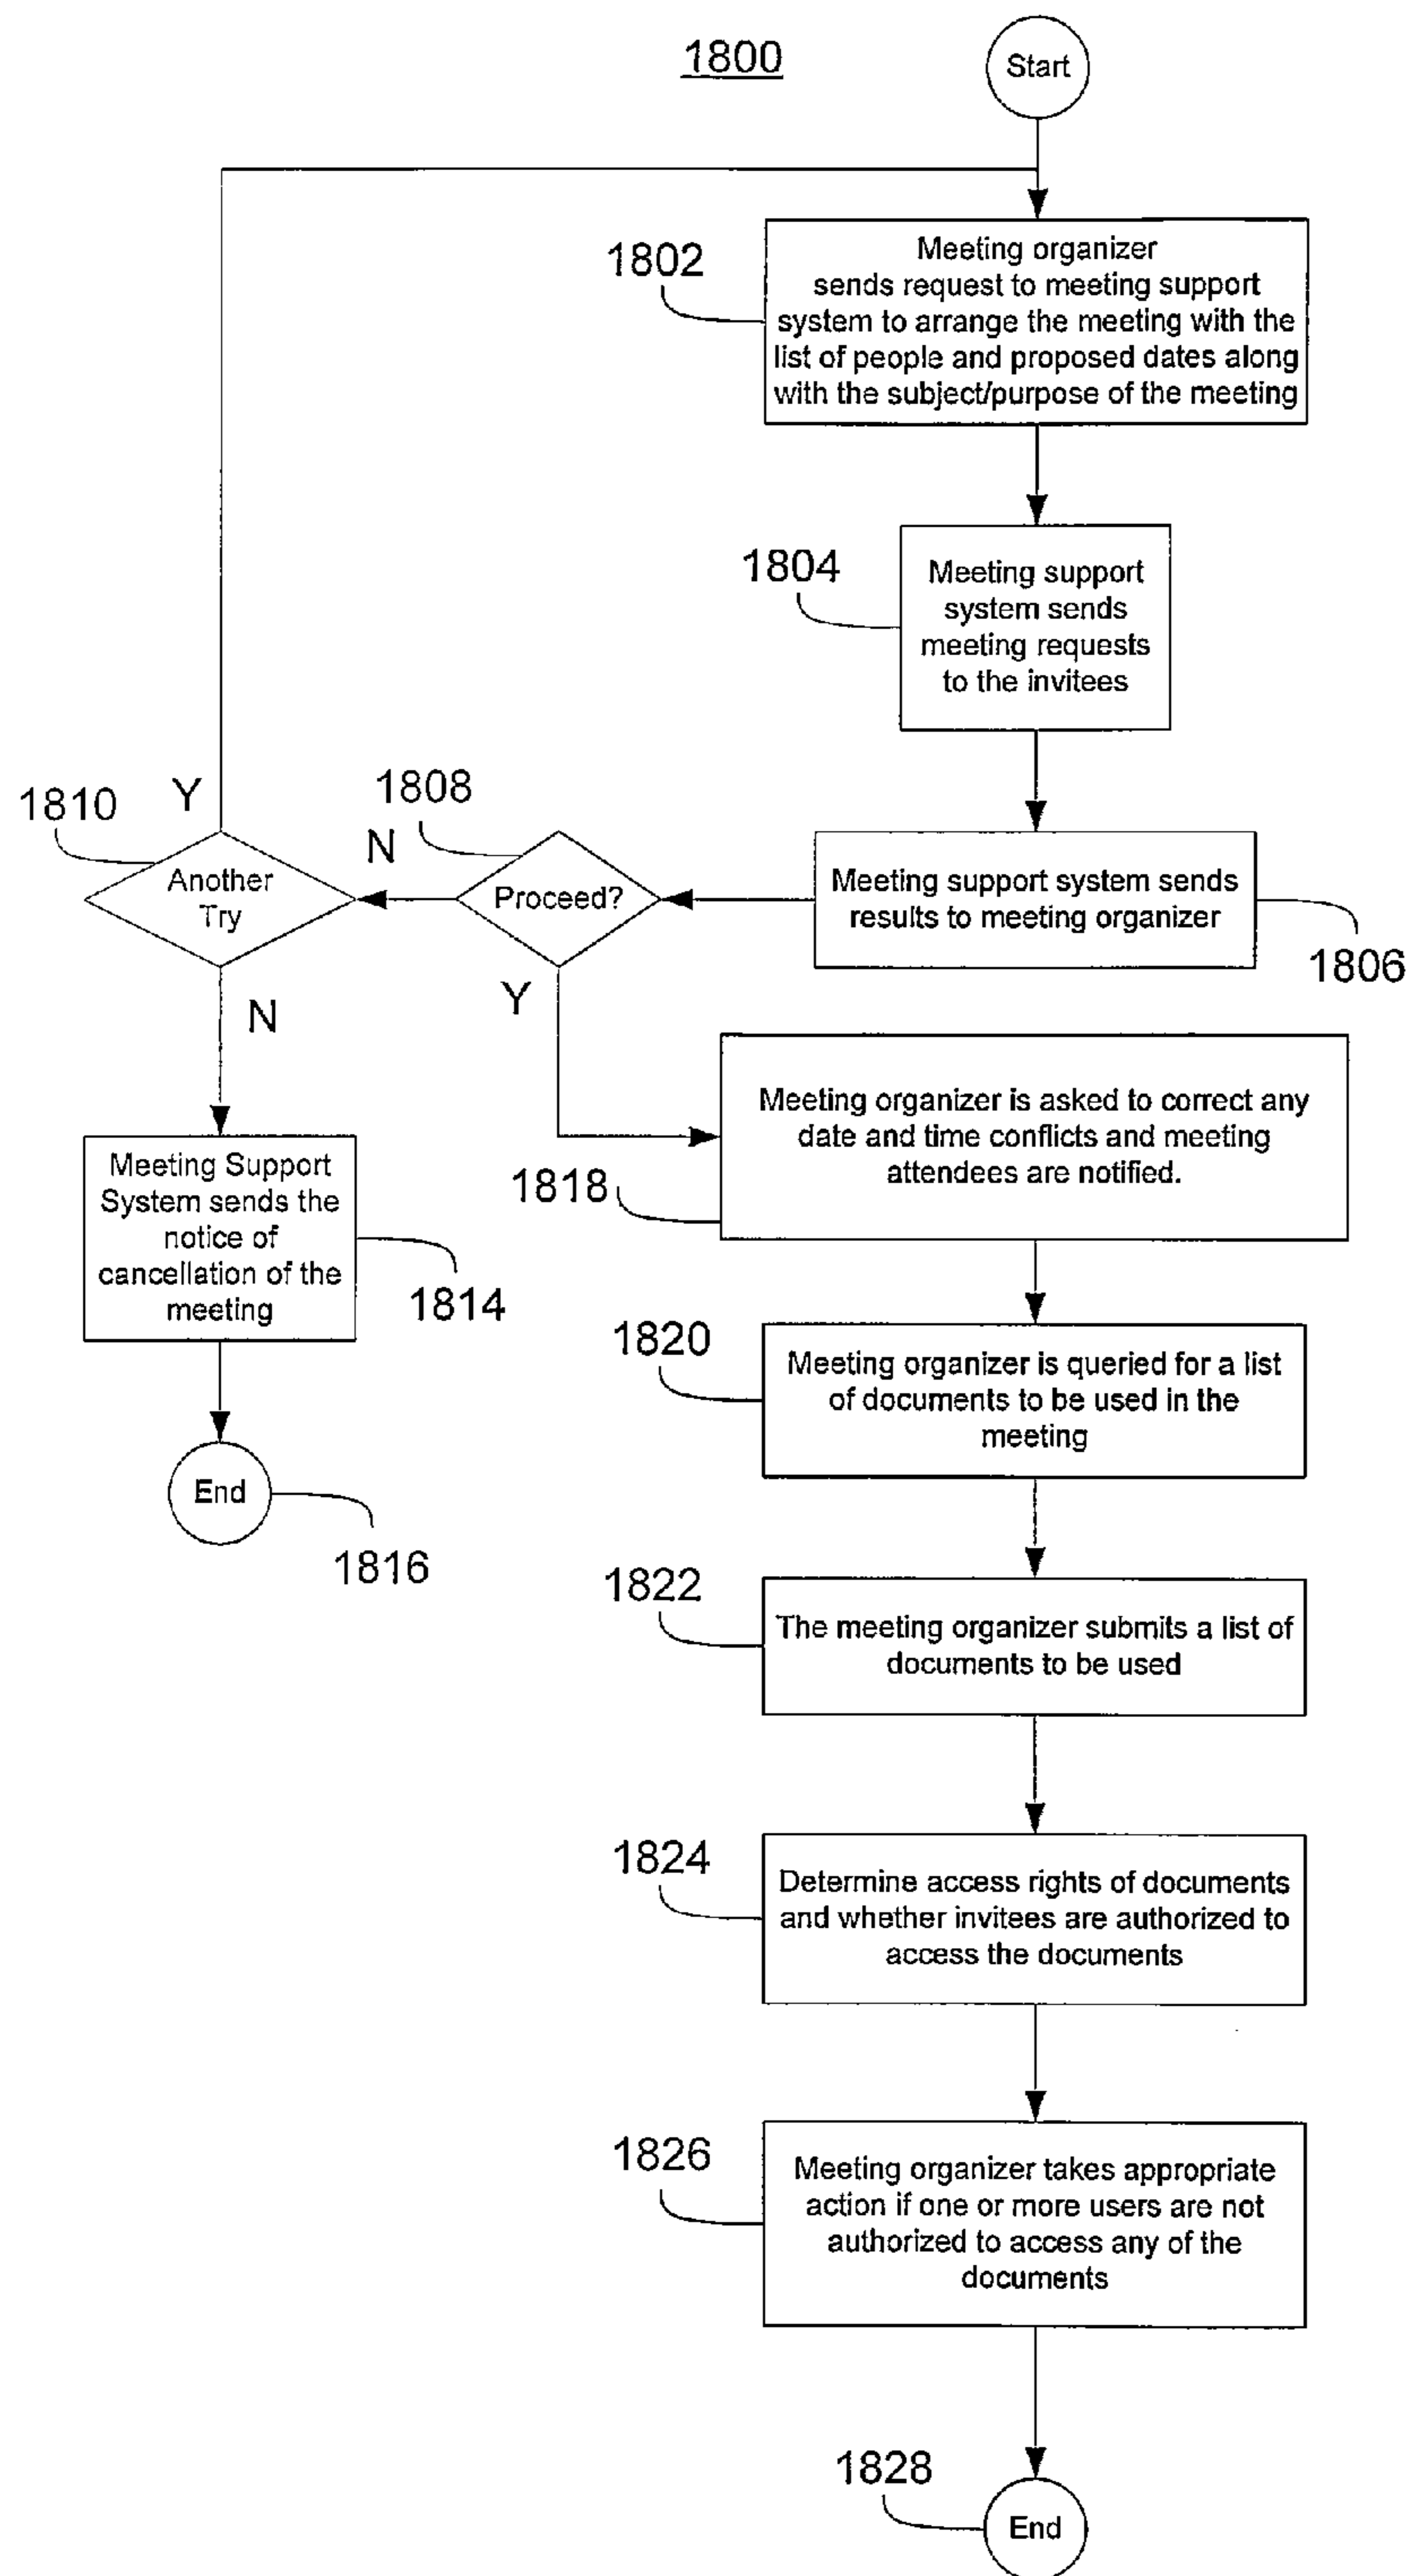 1800
Start
1802
Meeting organizer
sends request to meeting support
system to arrange the meeting with the
list of people and proposed dates along
with the subject/purpose of the meeting
1804
Meeting support
system sends
meeting requests
to the invitees
1806
Meeting support system sends
results to meeting organizer
1808
Proceed?
N
Y
1810
Another
Try
Y
N
1814
Meeting Support
System sends the
notice of
cancellation of the
meeting
End
1816
1818
Meeting organizer is asked to correct any
date and time conflicts and meeting
attendees are notified.
1820
Meeting organizer is queried for a list
of documents to be used in the
meeting
1822
The meeting organizer submits a list of
documents to be used
1824
Determine access rights of documents
and whether invitees are authorized to
access the documents
1826
Meeting organizer takes appropriate
action if one or more users are not
authorized to access any of the
documents
1828
End